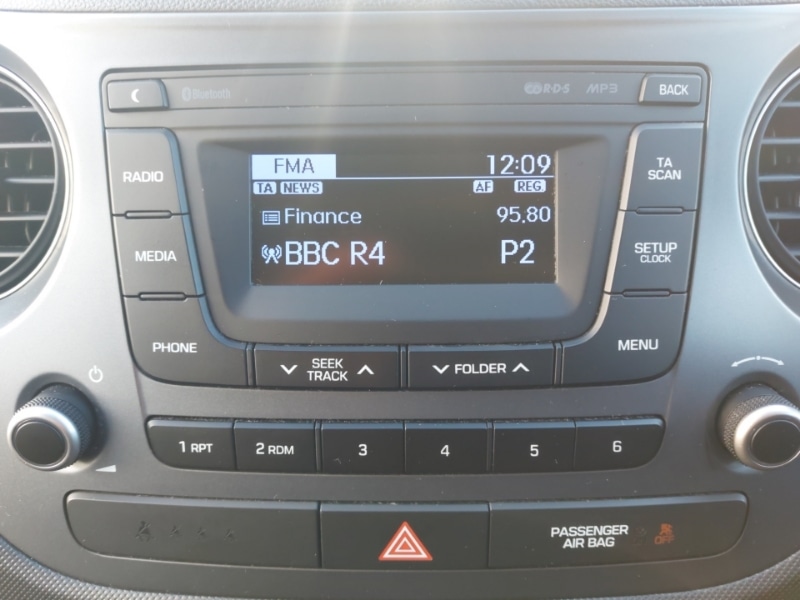 Bluetooth R·D·S MP3 BACK
FMA 12:09
TA NEWS AF REG
Finance 95.80
BBC R4 P2
RADIO
MEDIA
PHONE
TA
SCAN
SETUP
CLOCK
MENU
SEEK
TRACK
FOLDER
1 RPT 2 RDM 3 4 5 6
PASSENGER
AIR BAG
OFF